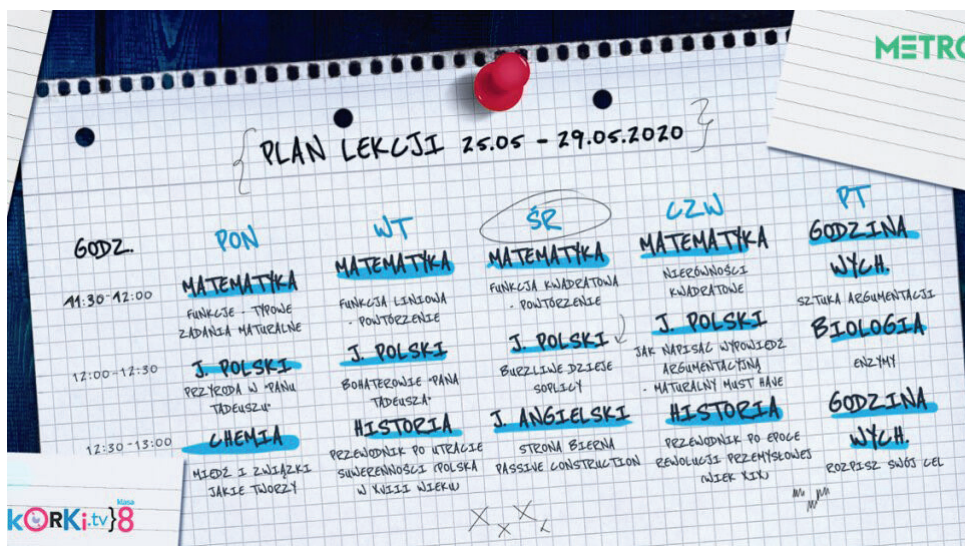 METRO
PLAN LEKCJI 25.05 - 29.05.2020
GODZ.
PON
WT
ŚR
CZW
PT
11:30-12:00
MATEMATYKA
FUNKCJE - TYPOWE
ZADANIA MATURALNE
MATEMATYKA
FUNKCJA LINIOWA
- POWTÓRZENIE
MATEMATYKA
FUNKCJA KWADRATOWA
- POWTÓRZENIE
MATEMATYKA
NIERÓWNOŚCI
KWADRATOWE
GODZINA
WYCH.
SZTUKA ARGUMENTACJI
12:00-12:30
J. POLSKI
PRZYRODA W "PANU
TADEUSZU"
J. POLSKI
BOHATEROWIE "PANA
TADEUSZA"
J. POLSKI
BURZLIWE DZIEJE
SOPLICY
J. POLSKI
JAK NAPISAĆ WYPOWIEDŹ
ARGUMENTACYJNĄ
- MATURALNY MUST HAVE
BIOLOGIA
ENZYMY
12:30-13:00
CHEMIA
MIEDŹ I ZWIĄZKI
JAKIE TWORZY
HISTORIA
PRZEWODNIK PO UTRACIE
SUWERENNOŚCI (POLSKA
W XVIII WIEKU)
J. ANGIELSKI
STRONA BIERNA
PASSIVE CONSTRUCTION
HISTORIA
PRZEWODNIK PO EPOCE
REWOLUCJI PRZEMYSŁOWEJ
(WIEK XIX)
GODZINA
WYCH.
ROZPISZ SWÓJ CEL
kORKi.tv}8
klasa